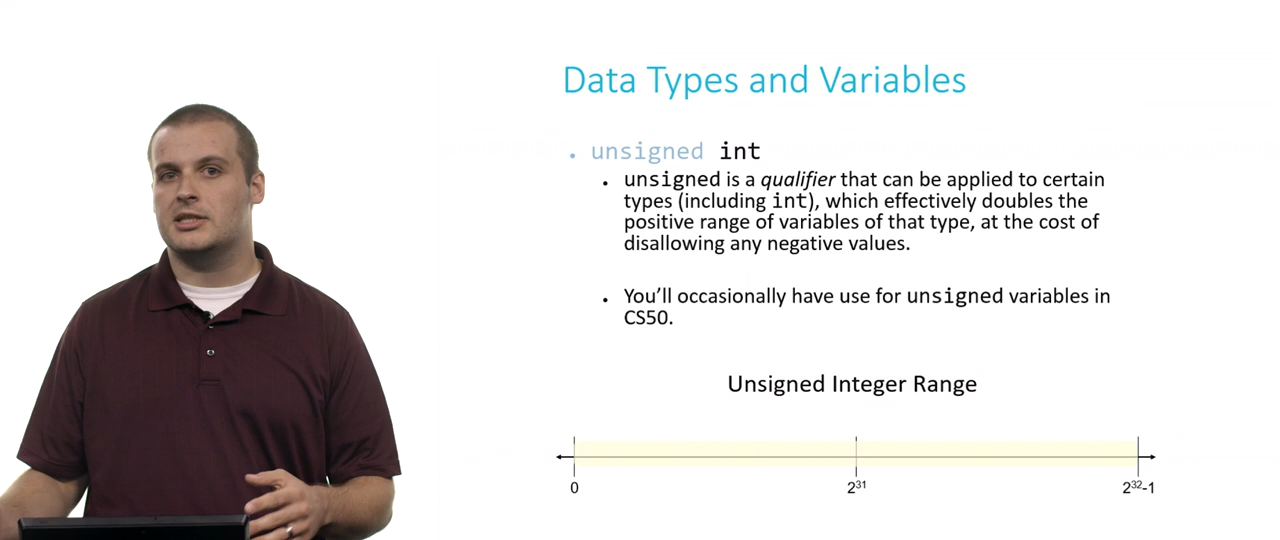 Data Types and Variables
• unsigned int
• unsigned is a qualifier that can be applied to certain
types (including int), which effectively doubles the
positive range of variables of that type, at the cost of
disallowing any negative values.
• You’ll occasionally have use for unsigned variables in
CS50.
Unsigned Integer Range
0 2³¹ 2³²-1